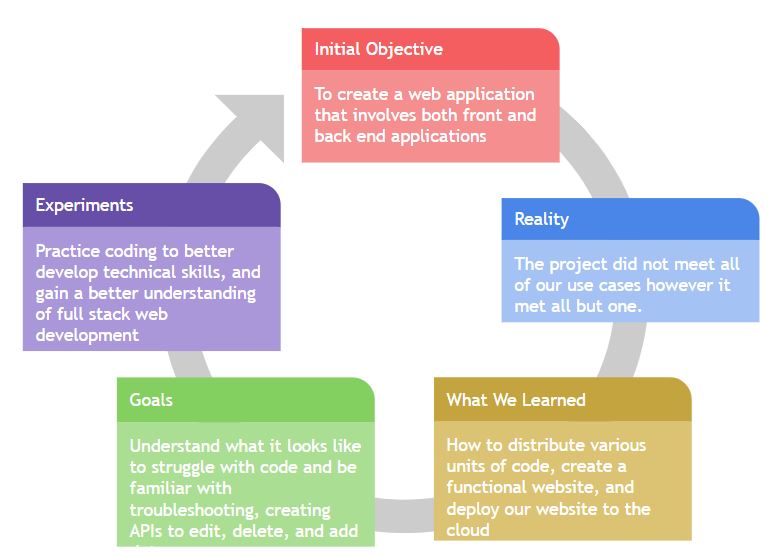 Initial Objective
To create a web application
that involves both front and
back end applications
Reality
The project did not meet all
of our use cases however it
met all but one.
What We Learned
How to distribute various
units of code, create a
functional website, and
deploy our website to the
cloud
Goals
Understand what it looks like
to struggle with code and be
familiar with
troubleshooting, creating
APIs to edit, delete, and add
Experiments
Practice coding to better
develop technical skills, and
gain a better understanding
of full stack web
development